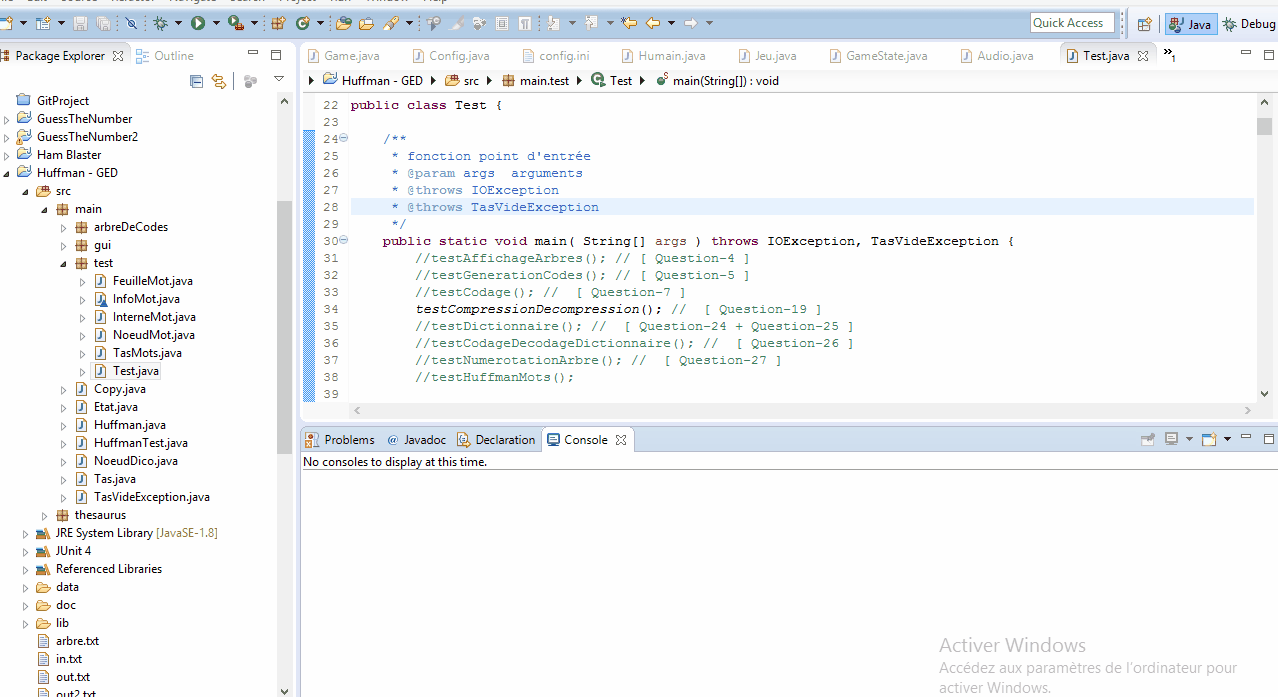 Quick Access
Java
Debug
Package Explorer
Outline
GitProject
GuessTheNumber
GuessTheNumber2
Ham Blaster
Huffman - GED
src
main
arbreDeCodes
gui
test
FeuilleMot.java
InfoMot.java
InterneMot.java
NoeudMot.java
TasMots.java
Test.java
Copy.java
Etat.java
Huffman.java
HuffmanTest.java
NoeudDico.java
Tas.java
TasVideException.java
thesaurus
JRE System Library [JavaSE-1.8]
JUnit 4
Referenced Libraries
data
doc
lib
arbre.txt
in.txt
out.txt
out2.txt
Game.java
Config.java
config.ini
Humain.java
Jeu.java
GameState.java
Audio.java
Test.java
1
Huffman - GED
src
main.test
Test
main(String[]) : void
22 public class Test {
23
24 /**
25 * fonction point d'entrée
26 * @param args  arguments
27 * @throws IOException
28 * @throws TasVideException
29 */
30 public static void main( String[] args ) throws IOException, TasVideException {
31 //testAffichageArbres(); // [ Question-4 ]
32 //testGenerationCodes(); // [ Question-5 ]
33 //testCodage(); //  [ Question-7 ]
34 testCompressionDecompression(); //  [ Question-19 ]
35 //testDictionnaire(); //  [ Question-24 + Question-25 ]
36 //testCodageDecodageDictionnaire(); //  [ Question-26 ]
37 //testNumerotationArbre(); //  [ Question-27 ]
38 //testHuffmanMots();
39
Problems
@ Javadoc
Declaration
Console
No consoles to display at this time.
Activer Windows
Accédez aux paramètres de l'ordinateur pour
activer Windows.